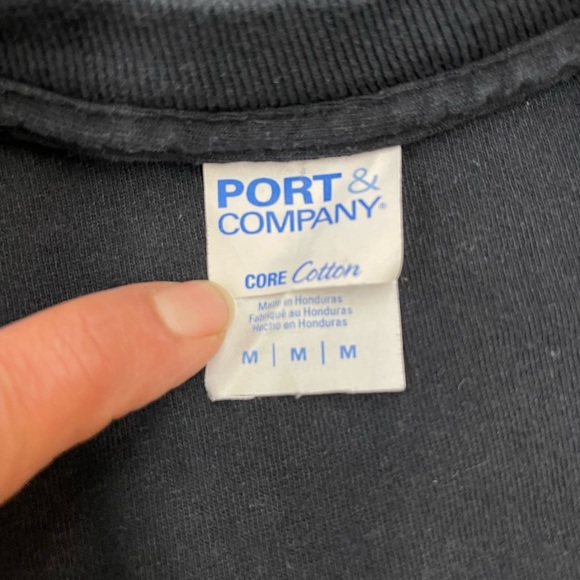 PORT &
COMPANY®
CORE Cotton
Made in Honduras
Fabriqué au Honduras
Hecho en Honduras
M | M | M